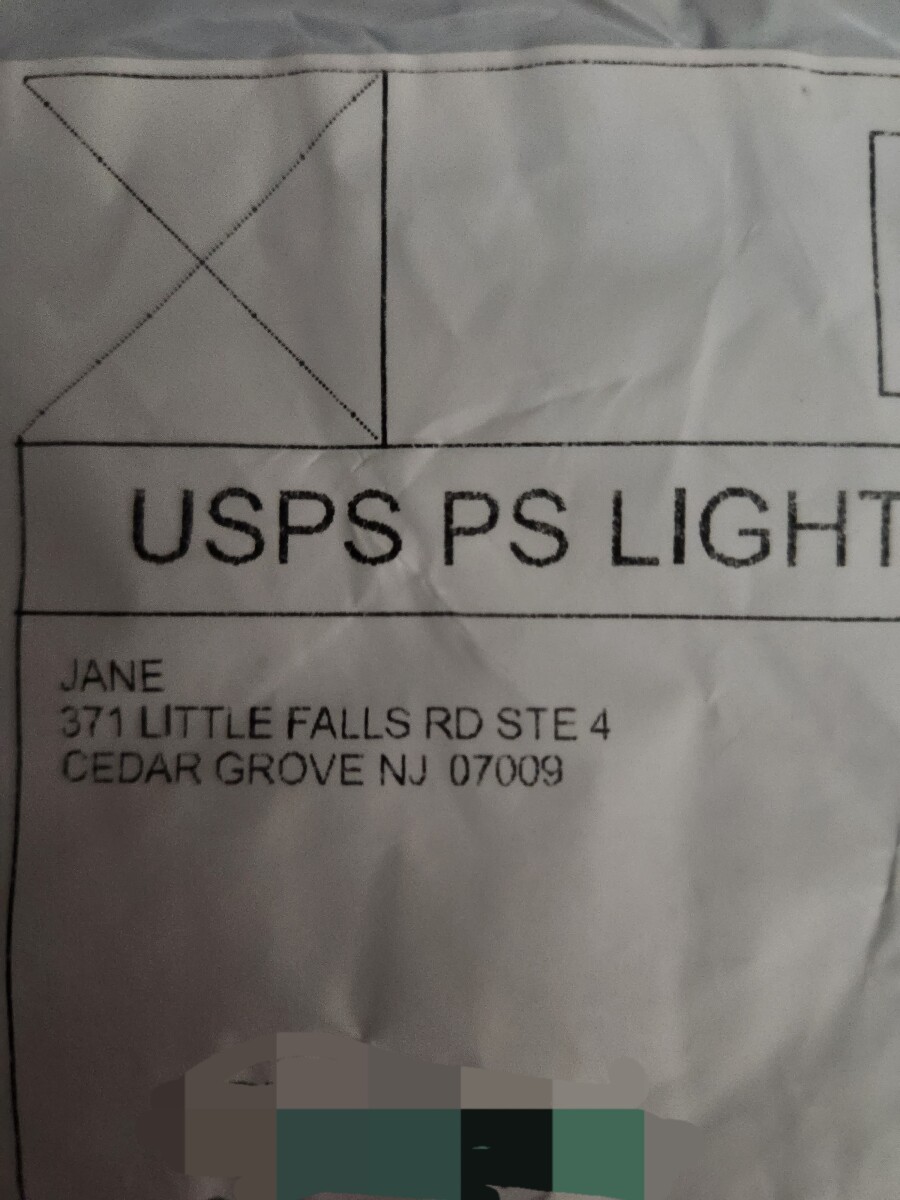 USPS PS LIGHT
JANE
371 LITTLE FALLS RD STE 4
CEDAR GROVE NJ 07009